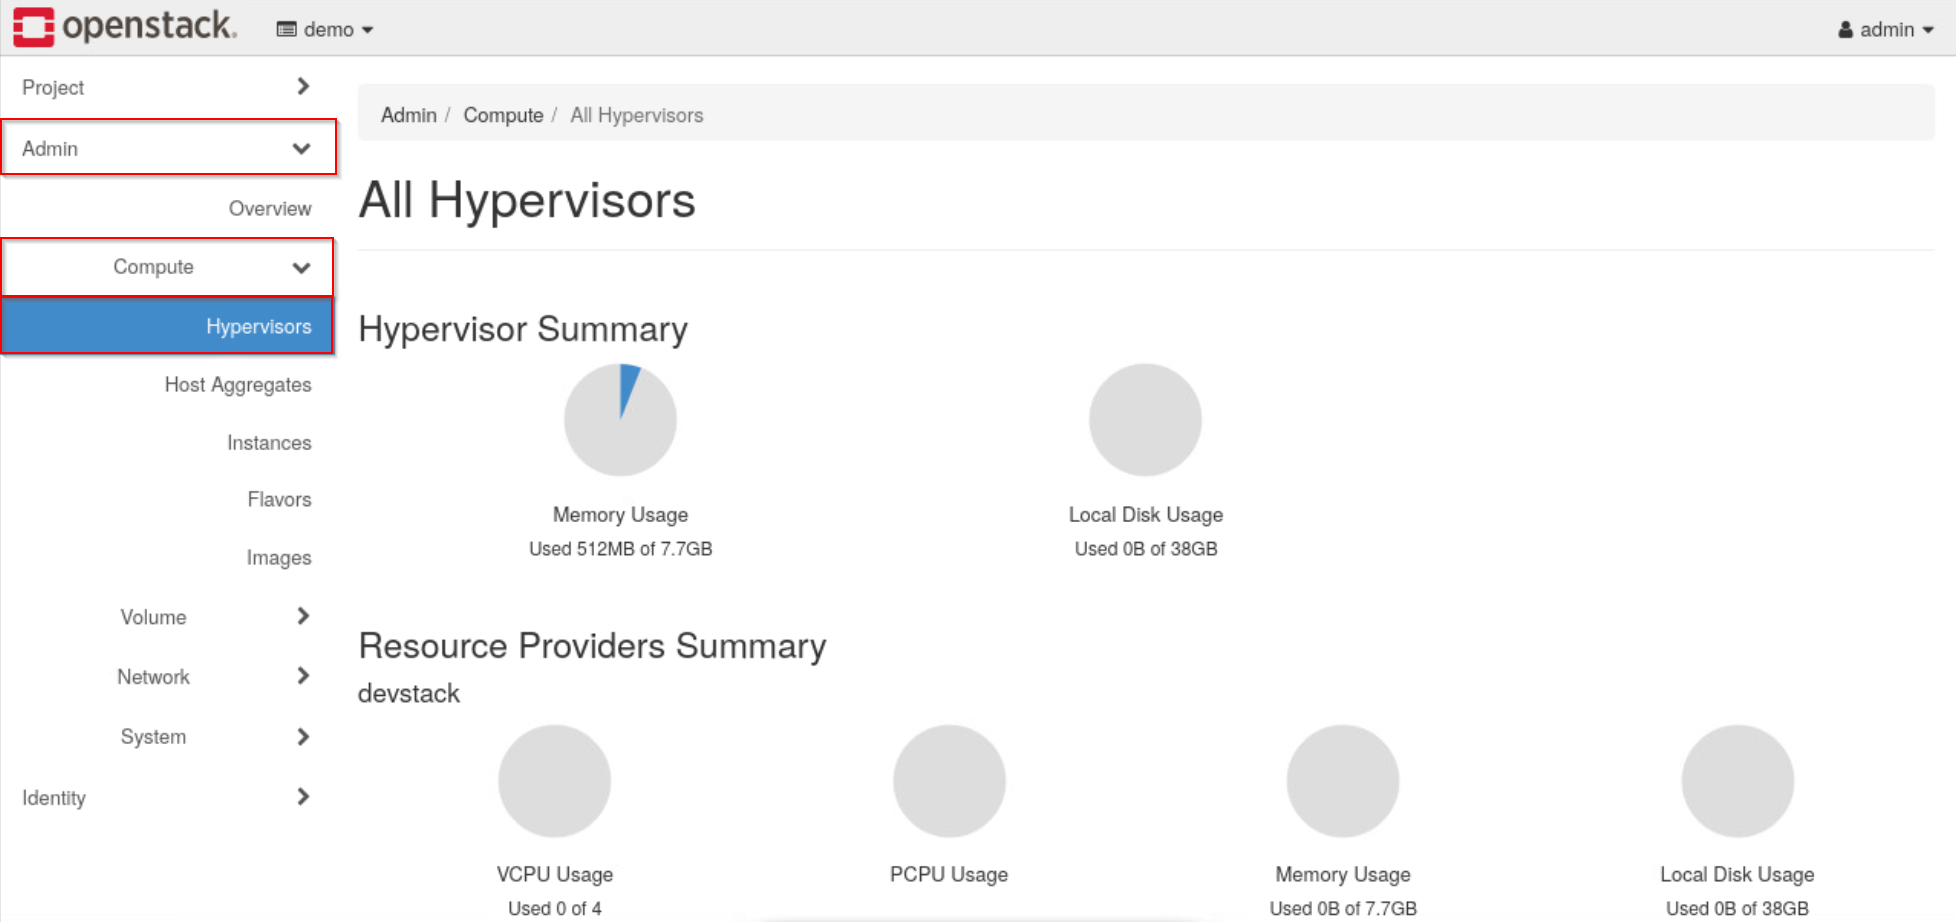 openstack.
demo
admin
Project
Admin
Overview
Compute
Hypervisors
Host Aggregates
Instances
Flavors
Images
Volume
Network
System
Identity
Admin / Compute / All Hypervisors
All Hypervisors
Hypervisor Summary
Memory Usage
Used 512MB of 7.7GB
Local Disk Usage
Used 0B of 38GB
Resource Providers Summary
devstack
VCPU Usage
Used 0 of 4
PCPU Usage
Memory Usage
Used 0B of 7.7GB
Local Disk Usage
Used 0B of 38GB